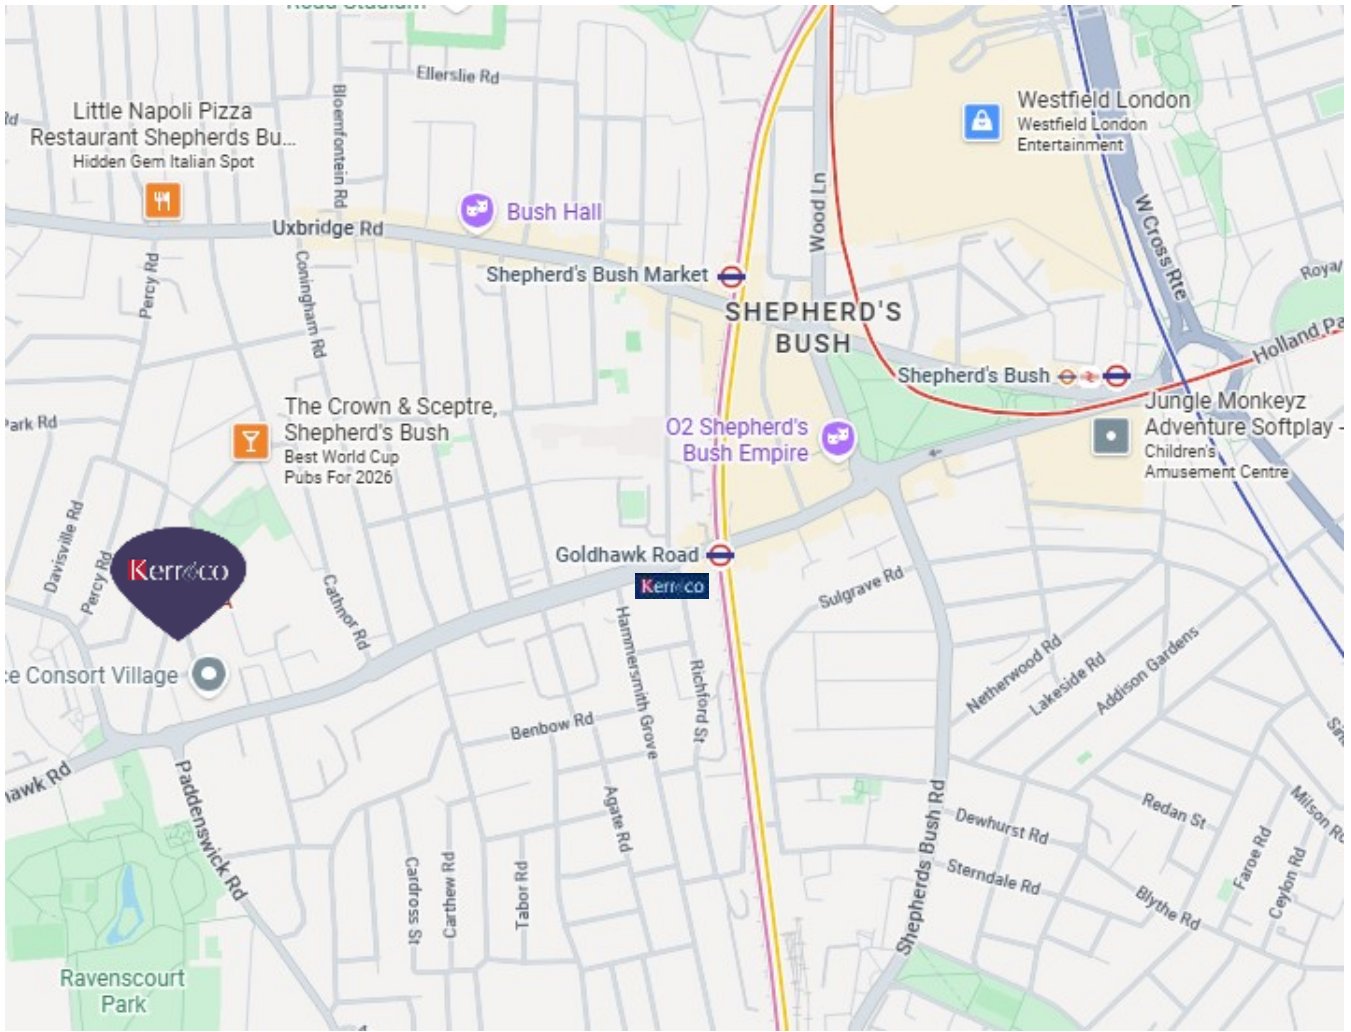 Road Stadium
Ellerslie Rd
Little Napoli Pizza
Restaurant Shepherds Bu...
Hidden Gem Italian Spot
Rd
Bloemfontein Rd
Westfield London
Westfield London
Entertainment
Wood Ln
W Cross Rte
Bush Hall
Uxbridge Rd
Percy Rd
Coningham Rd
Shepherd's Bush Market
SHEPHERD'S
BUSH
Holland Pa
Shepherd's Bush
Park Rd
The Crown & Sceptre,
Shepherd's Bush
Best World Cup
Pubs For 2026
O2 Shepherd's
Bush Empire
Jungle Monkeyz
Adventure Softplay -
Children's
Amusement Centre
Davisville Rd
Percy Rd
Kerr&co
Cathnor Rd
Goldhawk Road
Kerr&co
Sulgrave Rd
Hammersmith Grove
Richford St
Netherwood Rd
Lakeside Rd
Addison Gardens
ce Consort Village
Benbow Rd
hawk Rd
Paddenswick Rd
Agate Rd
Cardross St
Carthew Rd
Tabor Rd
Shepherds Bush Rd
Dewhurst Rd
Sterndale Rd
Blythe Rd
Redan St
Milson Rd
Faroe Rd
Ceylon Rd
Ravenscourt
Park